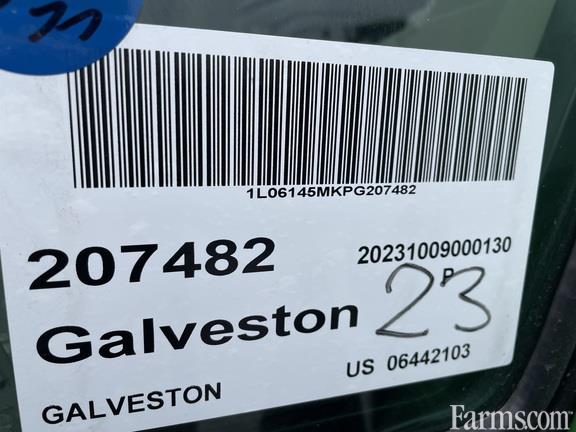 1L06145MKPG207482
207482
20231009000130
P
23
Galveston
US 06442103
GALVESTON
Farms.com